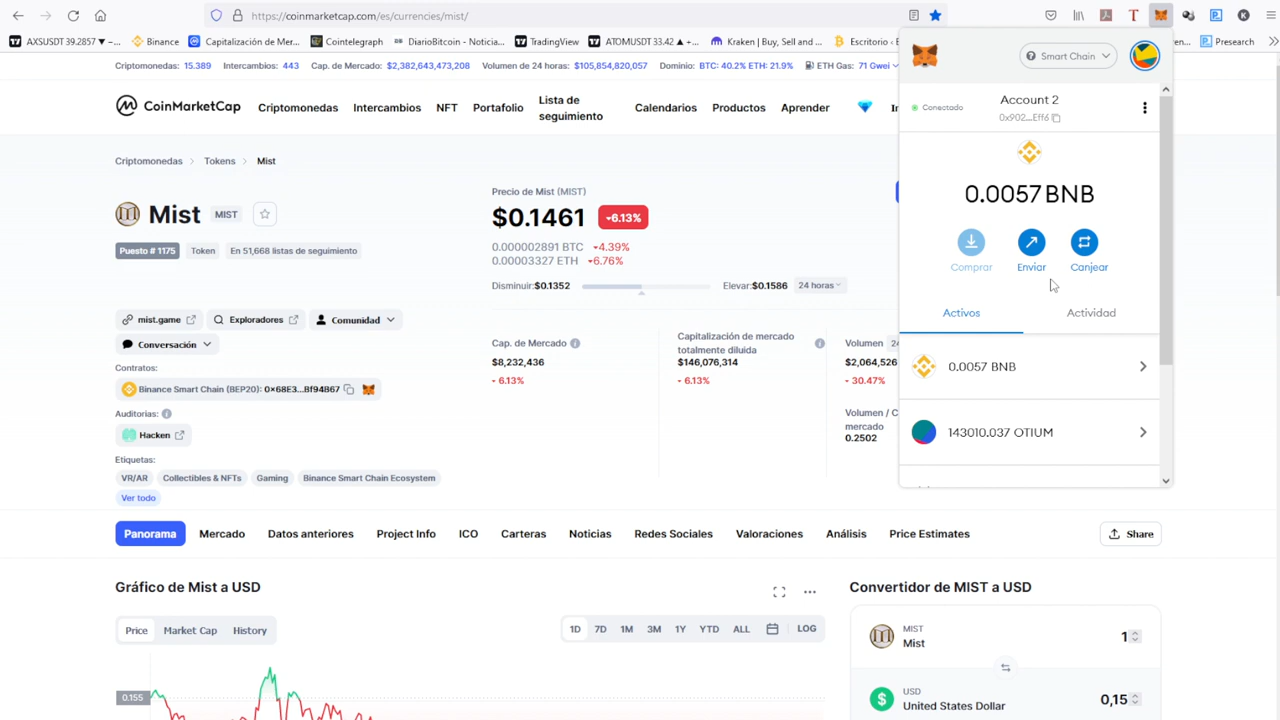 https://coinmarketcap.com/es/currencies/mist/
AXSUSDT 39.2857 ▼ −... Binance Capitalización de Mer... Cointelegraph DiarioBitcoin - Noticia... TradingView ATOMUSDT 33.42 ▲ +... Kraken | Buy, Sell and ... Escritorio ‹ B en... Presearch
Criptomonedas: 15.389 Intercambios: 443 Cap. de Mercado: $2,382,643,473,208 Volumen de 24 horas: $105,854,820,057 Dominio: BTC: 40.2% ETH: 21.9% ETH Gas: 71 Gwei
CoinMarketCap Criptomonedas Intercambios NFT Portafolio Lista de seguimiento Calendarios Productos Aprender
Criptomonedas Tokens Mist
Mist MIST
Puesto # 1175 Token En 51,668 listas de seguimiento
mist.game Exploradores Comunidad
Conversación
Contratos:
Binance Smart Chain (BEP20): 0x68E3...Bf94B67
Auditorias:
Hacken
Etiquetas:
VR/AR Collectibles & NFTs Gaming Binance Smart Chain Ecosystem
Ver todo
Precio de Mist (MIST)
$0.1461 6.13%
0.000002891 BTC 4.39%
0.00003327 ETH 6.76%
Disminuir:$0.1352 Elevar:$0.1586 24 horas
Cap. de Mercado
$8,232,436
6.13%
Capitalización de mercado
totalmente diluida
$146,076,314
6.13%
Volumen 24
$2,064,526
30.47%
Volumen / C
mercado
0.2502
Smart Chain
Conectado
Account 2
0x902...Eff6
0.0057 BNB
Comprar Enviar Canjear
Activos Actividad
0.0057 BNB
143010.037 OTIUM
Panorama Mercado Datos anteriores Project Info ICO Carteras Noticias Redes Sociales Valoraciones Análisis Price Estimates Share
Gráfico de Mist a USD
Price Market Cap History 1D 7D 1M 3M 1Y YTD ALL LOG
0.155
Convertidor de MIST a USD
MIST
Mist
1
USD
United States Dollar
0,15